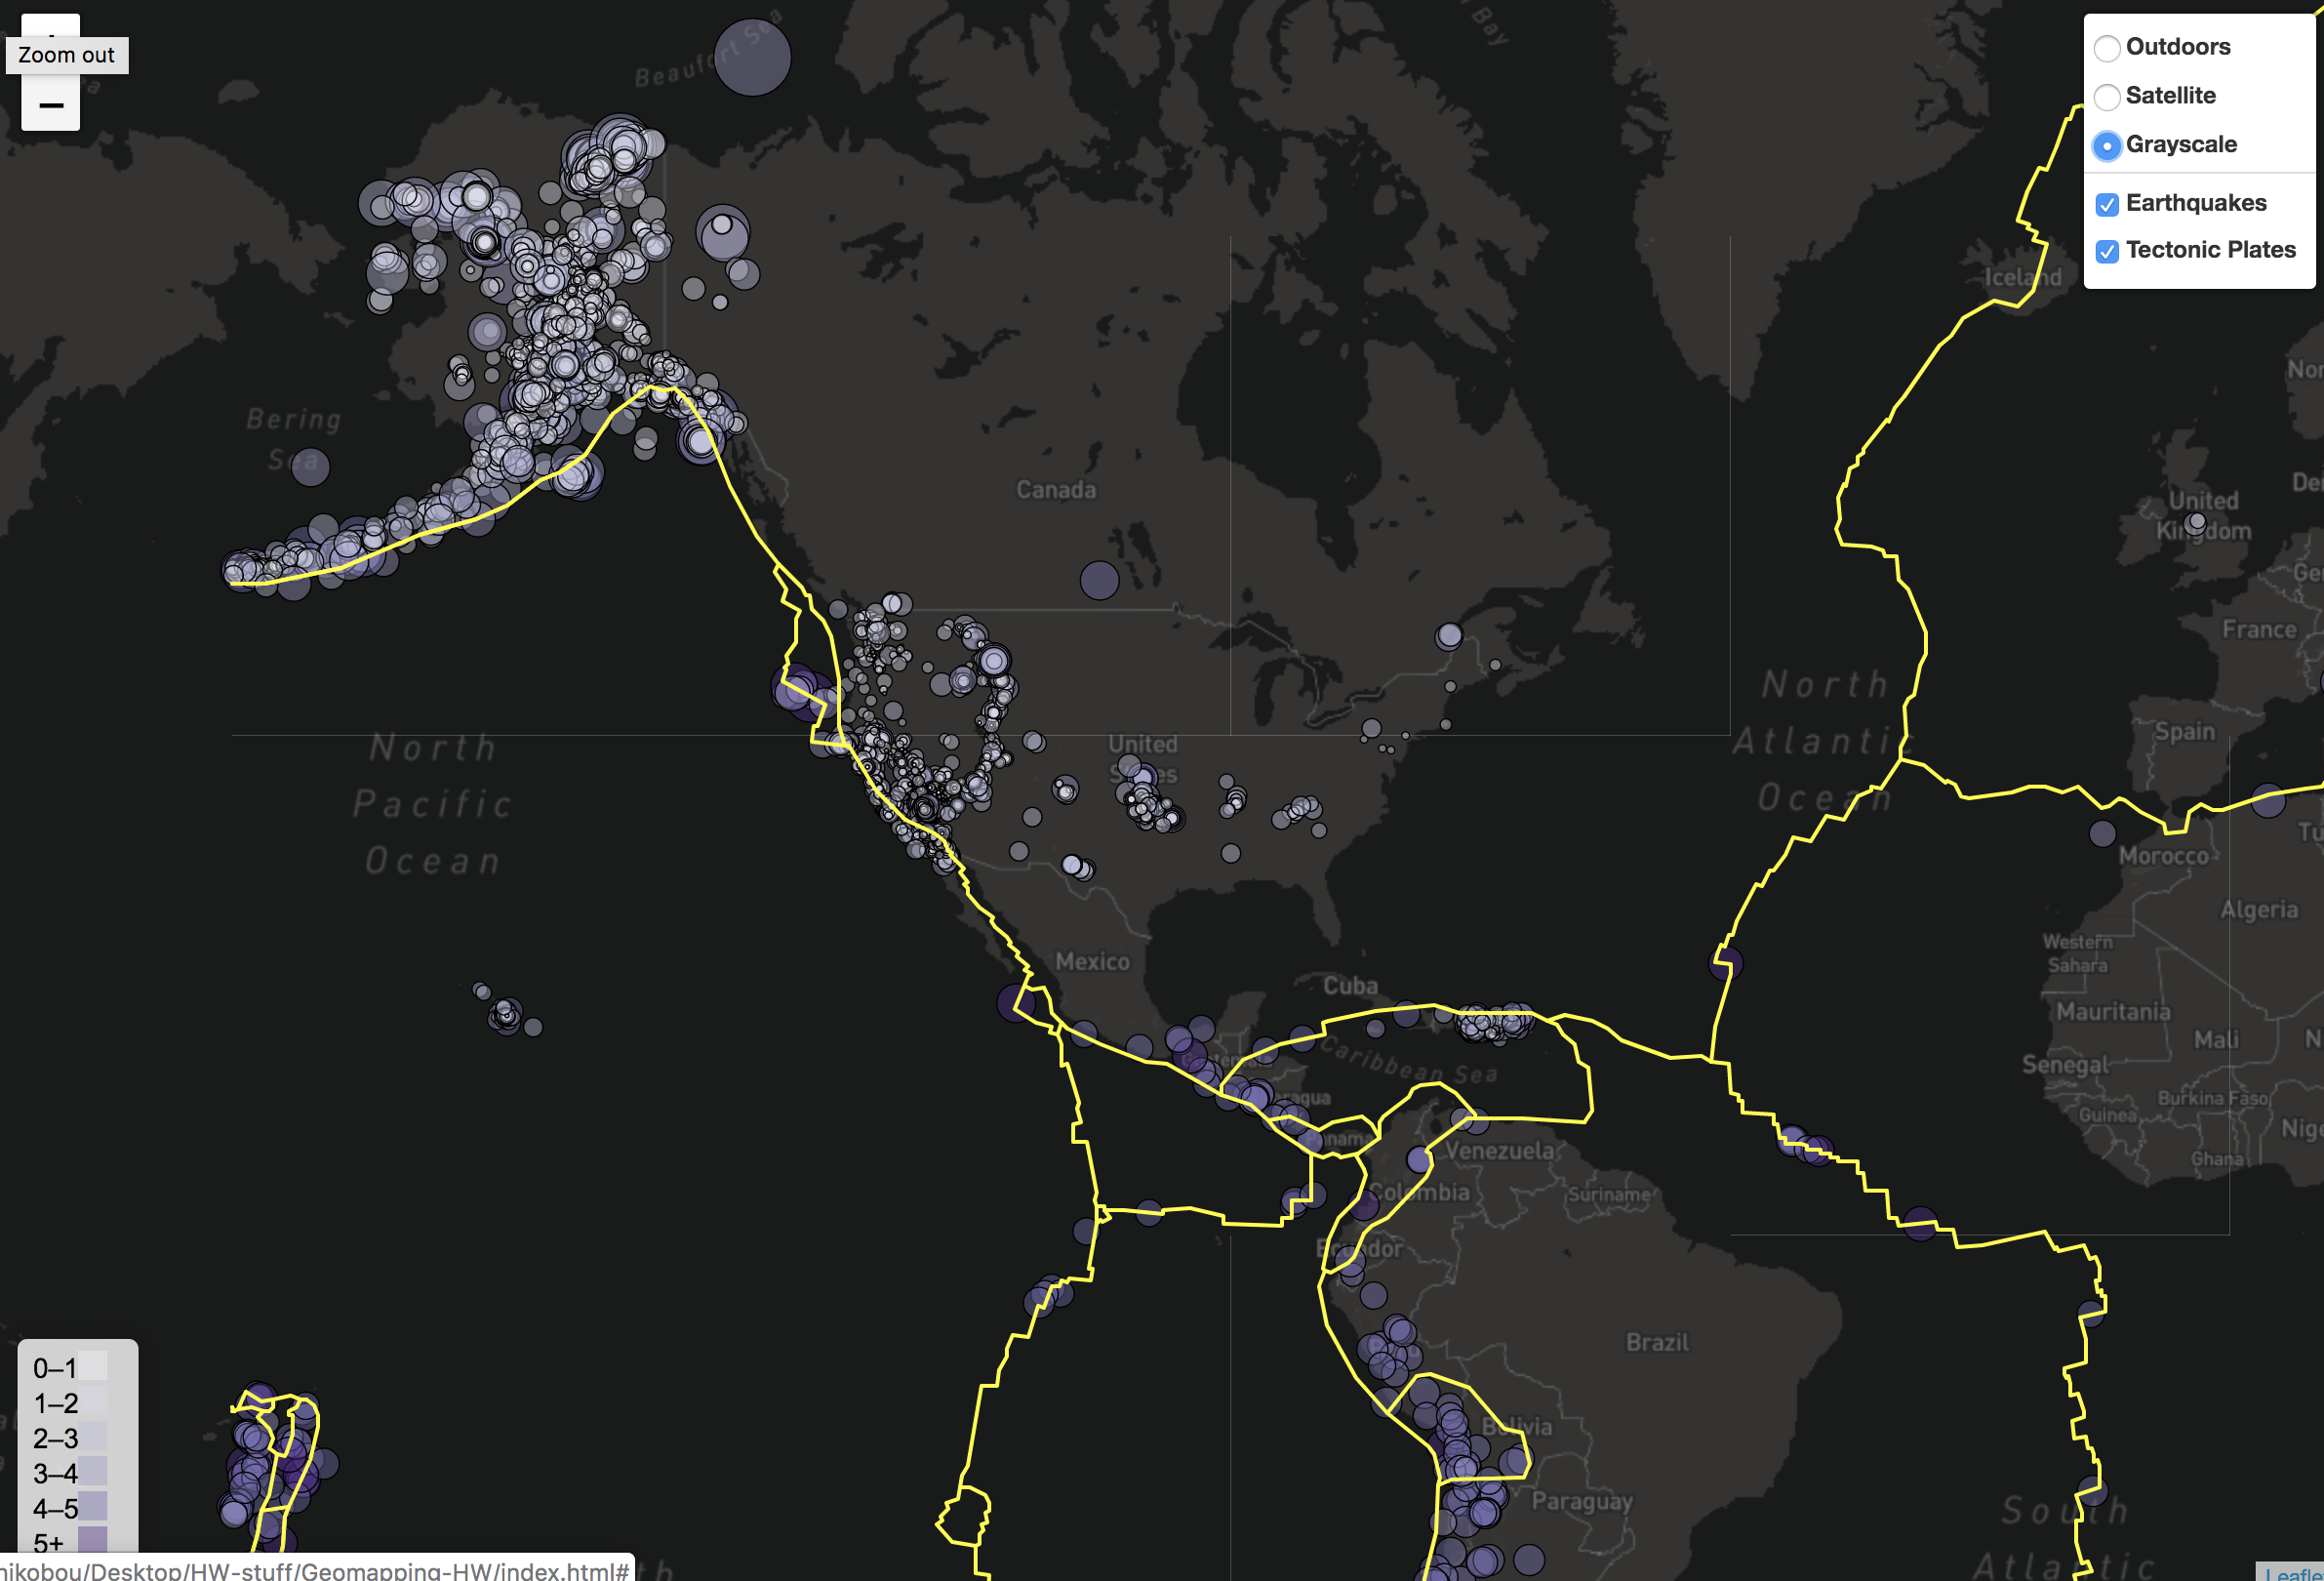 Zoom out
−
Outdoors
Satellite
Grayscale
Earthquakes
Tectonic Plates
Beaufort Sea
Bay
Iceland
Bering
Sea
Canada
United
Kingdom
France
Spain
North
Pacific
Ocean
United
North
Atlantic
Ocean
Morocco
Algeria
Western
Sahara
Mexico
Cuba
Mauritania
Mali
Caribbean Sea
Senegal
Burkina Faso
Guinea
Ghana
Panama
Venezuela
Colombia
Suriname
Ecuador
Brazil
Bolivia
Paraguay
South
Atlantic
0–1
1–2
2–3
3–4
4–5
5+
nikobou/Desktop/HW-stuff/Geomapping-HW/index.html#
Leafle